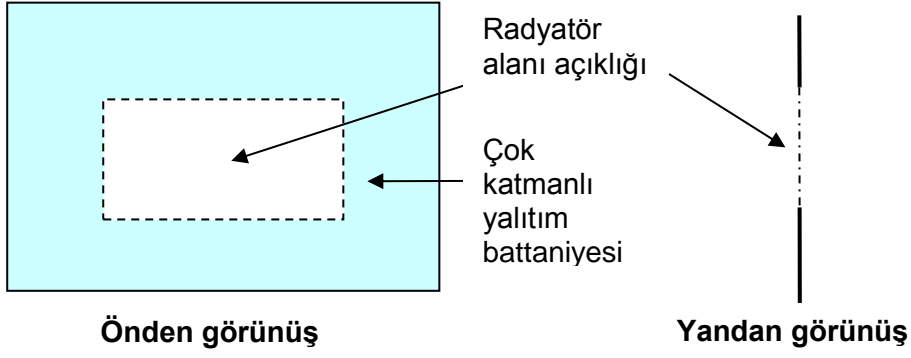 Radyatör
alanı açıklığı
Çok
katmanlı
yalıtım
battaniyesi
Önden görünüş
Yandan görünüş